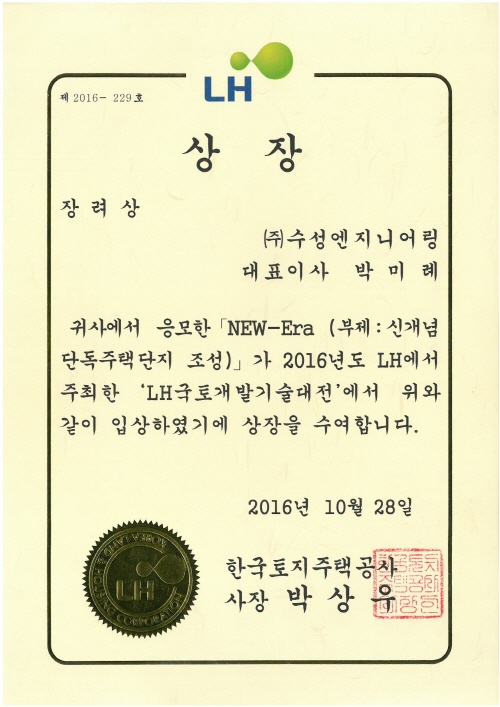 LH
제 2016- 229호
상 장
장 려 상
㈜수성엔지니어링
대표이사 박미례
귀사에서 응모한「NEW-Era (부제:신개념
단독주택단지 조성)」가 2016년도 LH에서
주최한 ‘LH국토개발기술대전’에서 위와
같이 입상하였기에 상장을 수여합니다.
2016년 10월 28일
한국토지주택공사
사장 박 상 우
LH